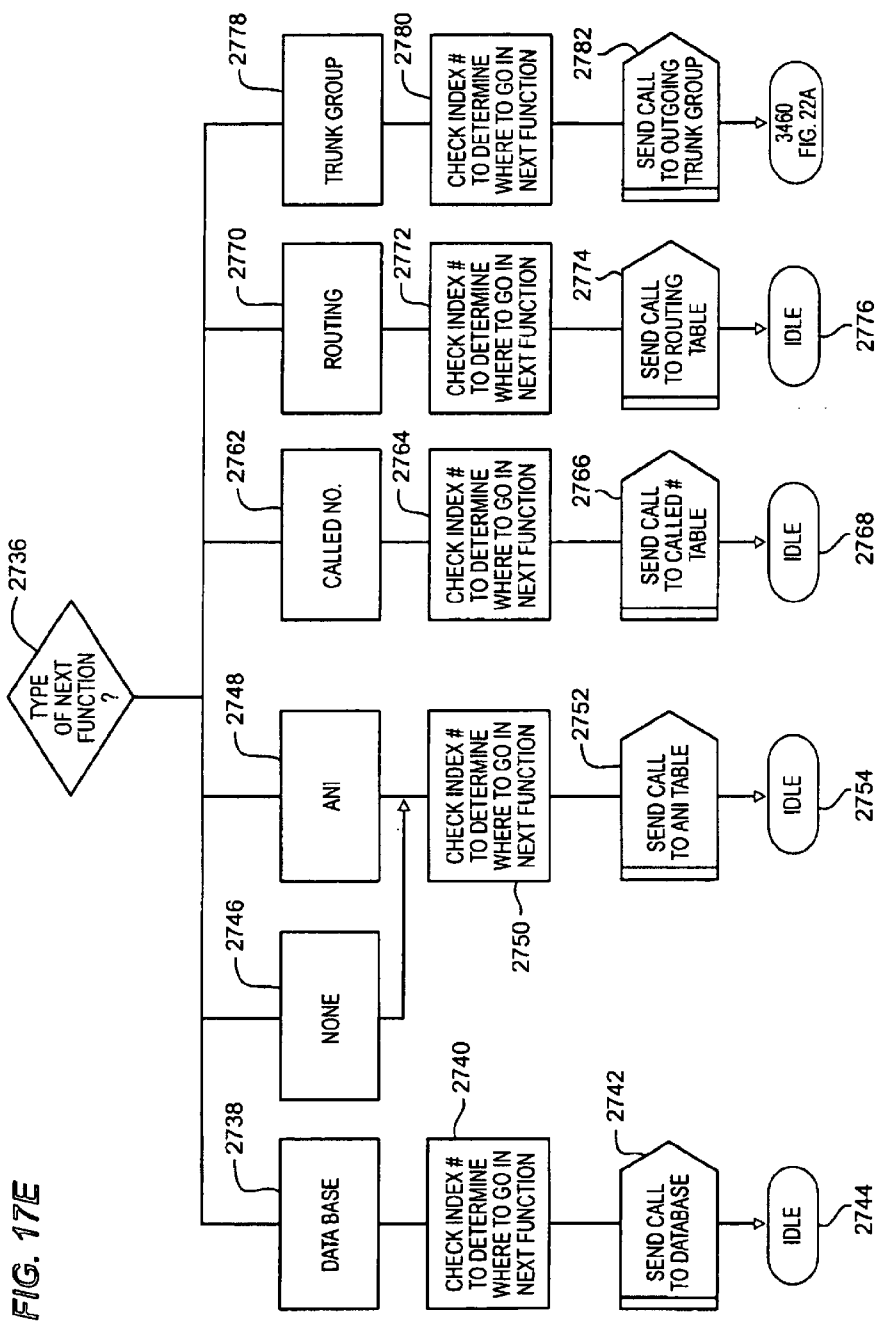 FIG. 17E
2736
TYPE
OF NEXT
FUNCTION
?
2738
DATA BASE
2740
CHECK INDEX #
TO DETERMINE
WHERE TO GO IN
NEXT FUNCTION
2742
SEND CALL
TO DATABASE
IDLE
2744
2746
NONE
2748
ANI
CHECK INDEX #
TO DETERMINE
WHERE TO GO IN
NEXT FUNCTION
2750
2752
SEND CALL
TO ANI TABLE
IDLE
2754
2762
CALLED NO.
2764
CHECK INDEX #
TO DETERMINE
WHERE TO GO IN
NEXT FUNCTION
2766
SEND CALL
TO CALLED #
TABLE
IDLE
2768
2770
ROUTING
2772
CHECK INDEX #
TO DETERMINE
WHERE TO GO IN
NEXT FUNCTION
2774
SEND CALL
TO ROUTING
TABLE
IDLE
2776
2778
TRUNK GROUP
2780
CHECK INDEX #
TO DETERMINE
WHERE TO GO IN
NEXT FUNCTION
2782
SEND CALL
TO OUTGOING
TRUNK GROUP
3460
FIG. 22A